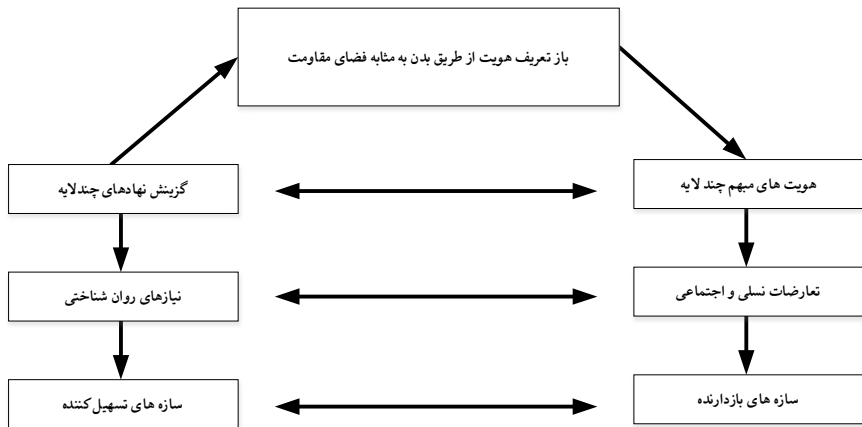 باز تعریف هویت از طریق بدن به مثابه فضای مقاومت
هویت های مبهم چند لایه
گزینش نهادهای چندلایه
تعارضات نسلی و اجتماعی
نیازهای روان شناختی
سازه های بازدارنده
سازه های تسهیل کننده